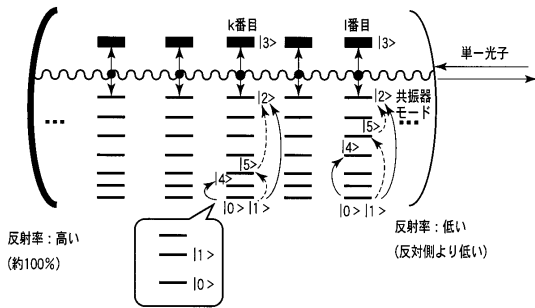 k番目
l番目
|3>
|3>
単一光子
|2>
|2>
共振器
モード
...
...
|5>
|4>
|5>
|4>
|0> |1>
|0> |1>
反射率：高い
(約100%)
反射率：低い
(反対側より低い)
|1>
|0>